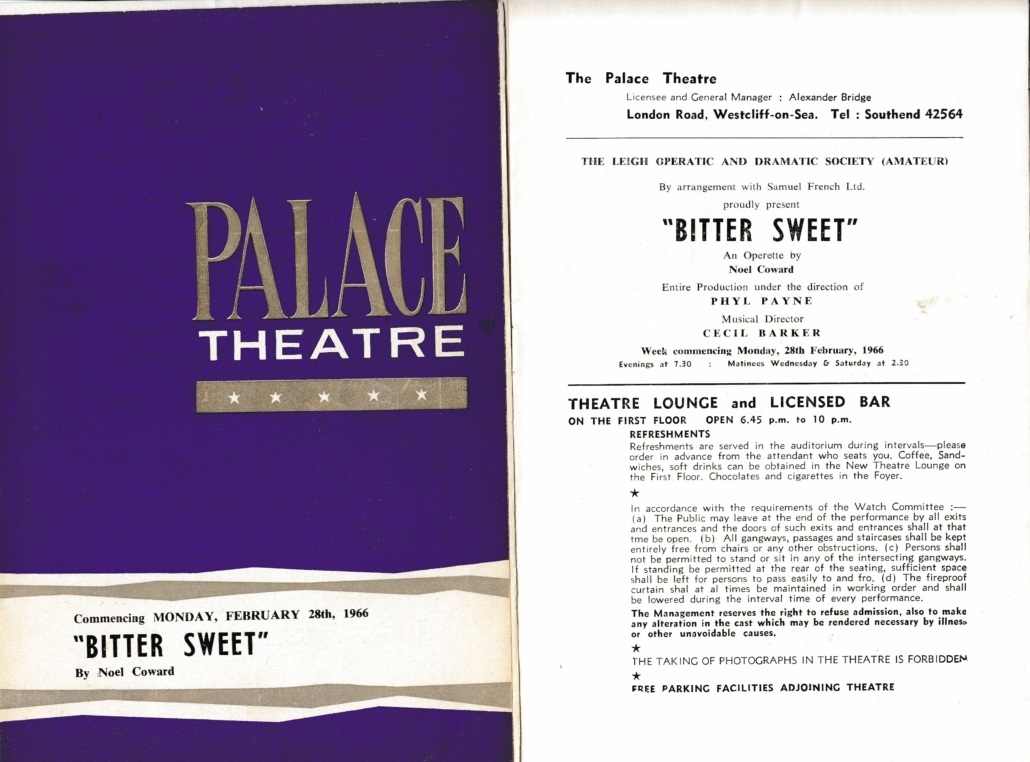 PALACE
THEATRE
Commencing MONDAY, FEBRUARY 28th, 1966
"BITTER SWEET"
By Noel Coward
The Palace Theatre
Licensee and General Manager : Alexander Bridge
London Road, Westcliff-on-Sea. Tel : Southend 42564
THE LEIGH OPERATIC AND DRAMATIC SOCIETY (AMATEUR)
By arrangement with Samuel French Ltd.
proudly present
"BITTER SWEET"
An Operette by
Noel Coward
Entire Production under the direction of
PHYL PAYNE
Musical Director
CECIL BARKER
Week commencing Monday, 28th February, 1966
Evenings at 7.30 : Matinees Wednesday & Saturday at 2.30
THEATRE LOUNGE and LICENSED BAR
ON THE FIRST FLOOR OPEN 6.45 p.m. to 10 p.m.
REFRESHMENTS
Refreshments are served in the auditorium during intervals—please
order in advance from the attendant who seats you. Coffee, Sand-
wiches, soft drinks can be obtained in the New Theatre Lounge on
the First Floor. Chocolates and cigarettes in the Foyer.
★
In accordance with the requirements of the Watch Committee :—
(a) The Public may leave at the end of the performance by all exits
and entrances and the doors of such exits and entrances shall at that
tme be open. (b) All gangways, passages and staircases shall be kept
entirely free from chairs or any other obstructions. (c) Persons shall
not be permitted to stand or sit in any of the intersecting gangways.
If standing be permitted at the rear of the seating, sufficient space
shall be left for persons to pass easily to and fro. (d) The fireproof
curtain shal at al times be maintained in working order and shall
be lowered during the interval time of every performance.
The Management reserves the right to refuse admission, also to make
any alteration in the cast which may be rendered necessary by illness
or other unavoidable causes.
★
THE TAKING OF PHOTOGRAPHS IN THE THEATRE IS FORBIDDEN
★
FREE PARKING FACILITIES ADJOINING THEATRE